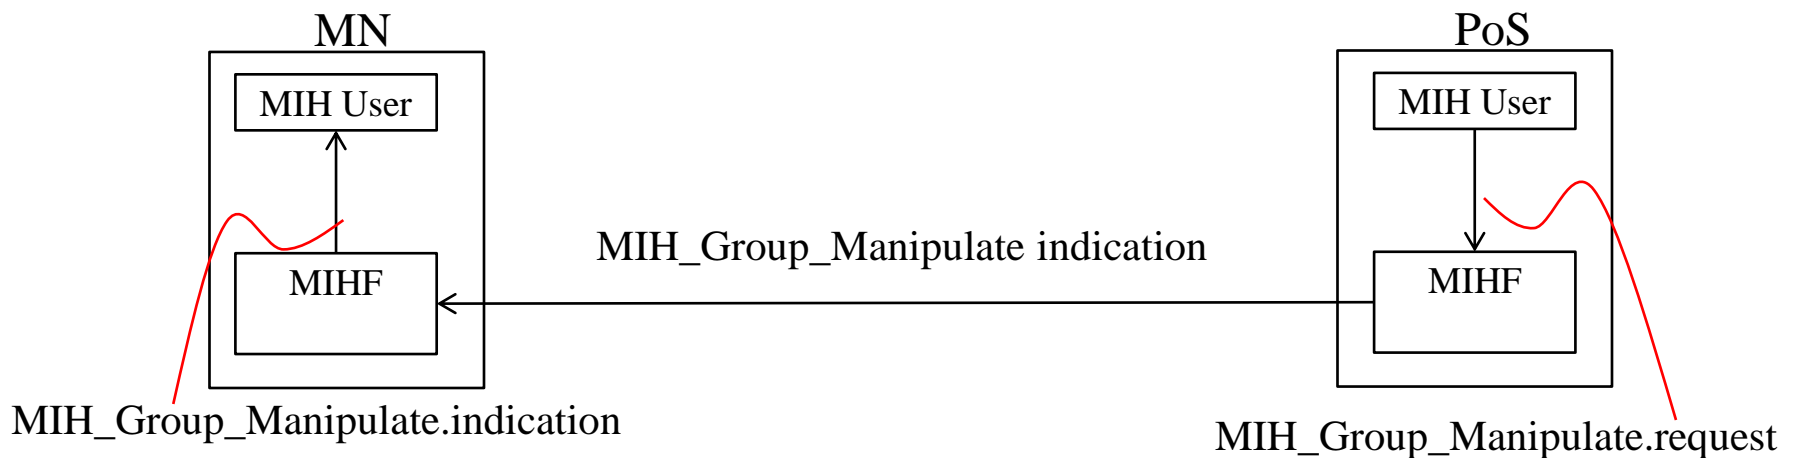 MN
PoS
MIH User
MIH User
MIH_Group_Manipulate indication
MIHF
MIHF
MIH_Group_Manipulate.indication
MIH_Group_Manipulate.request